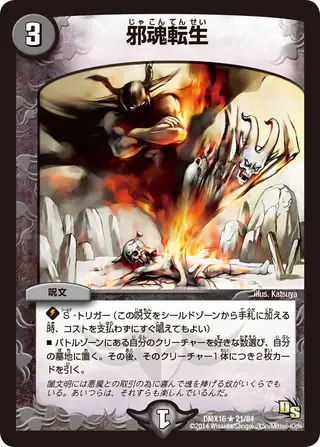 じゃこんてんせい
3
邪魂転生
Illus. Katsuya
呪文
S・トリガー(この呪文をシールドゾーンから手札に加える
時、コストを支払わずにすぐ唱えてもよい)
■バトルゾーンにある自分のクリーチャーを好きな数選び、自分
の墓地に置く。その後、そのクリーチャー1体につき2枚カー
ドを引く。
闇文明には悪魔との取引の為に喜んで魂を捧げる奴がいくらでも
いる。あいつらは、それすらも楽しんでいるんだ。
DMX16★21/84
DS